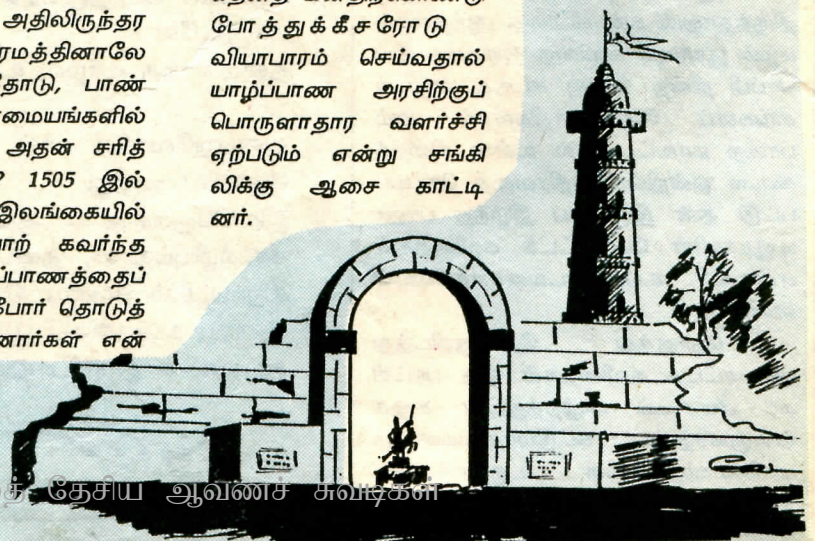 அதிலிருந்தர
ரமத்தினாலே
தோடு, பாண்
மையங்களில்
அதன் சரித்
? 1505 இல்
இலங்கையில்
பாற் கவர்ந்த
ப்பாணத்தைப்
போர் தொடுத்
னார்கள் என்
போத்துக்கீசரோடு
வியாபாரம் செய்வதால்
யாழ்ப்பாண அரசிற்குப்
பொருளாதார வளர்ச்சி
ஏற்படும் என்று சங்கி
லிக்கு ஆசை காட்டி
னர்.
தேசிய ஆவணச் சுவடிகள்